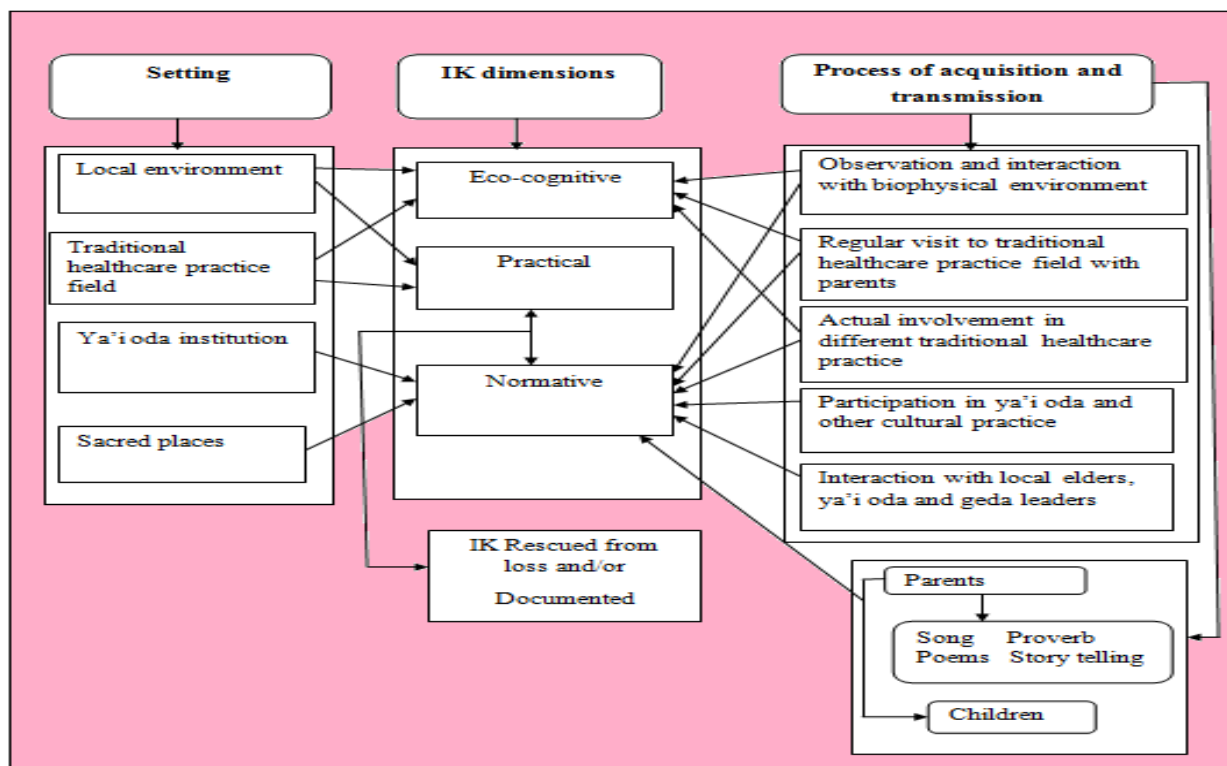 Setting
IK dimensions
Process of acquisition and
transmission
Local environment
Traditional
healthcare practice
field
Ya'i oda institution
Sacred places
Eco-cognitive
Practical
Normative
IK Rescued from
loss and/or
Documented
Observation and interaction
with biophysical environment
Regular visit to traditional
healthcare practice field with
parents
Actual involvement in
different traditional healthcare
practice
Participation in ya'i oda and
other cultural practice
Interaction with local elders,
ya'i oda and geda leaders
Parents
Song Proverb
Poems Story telling
Children